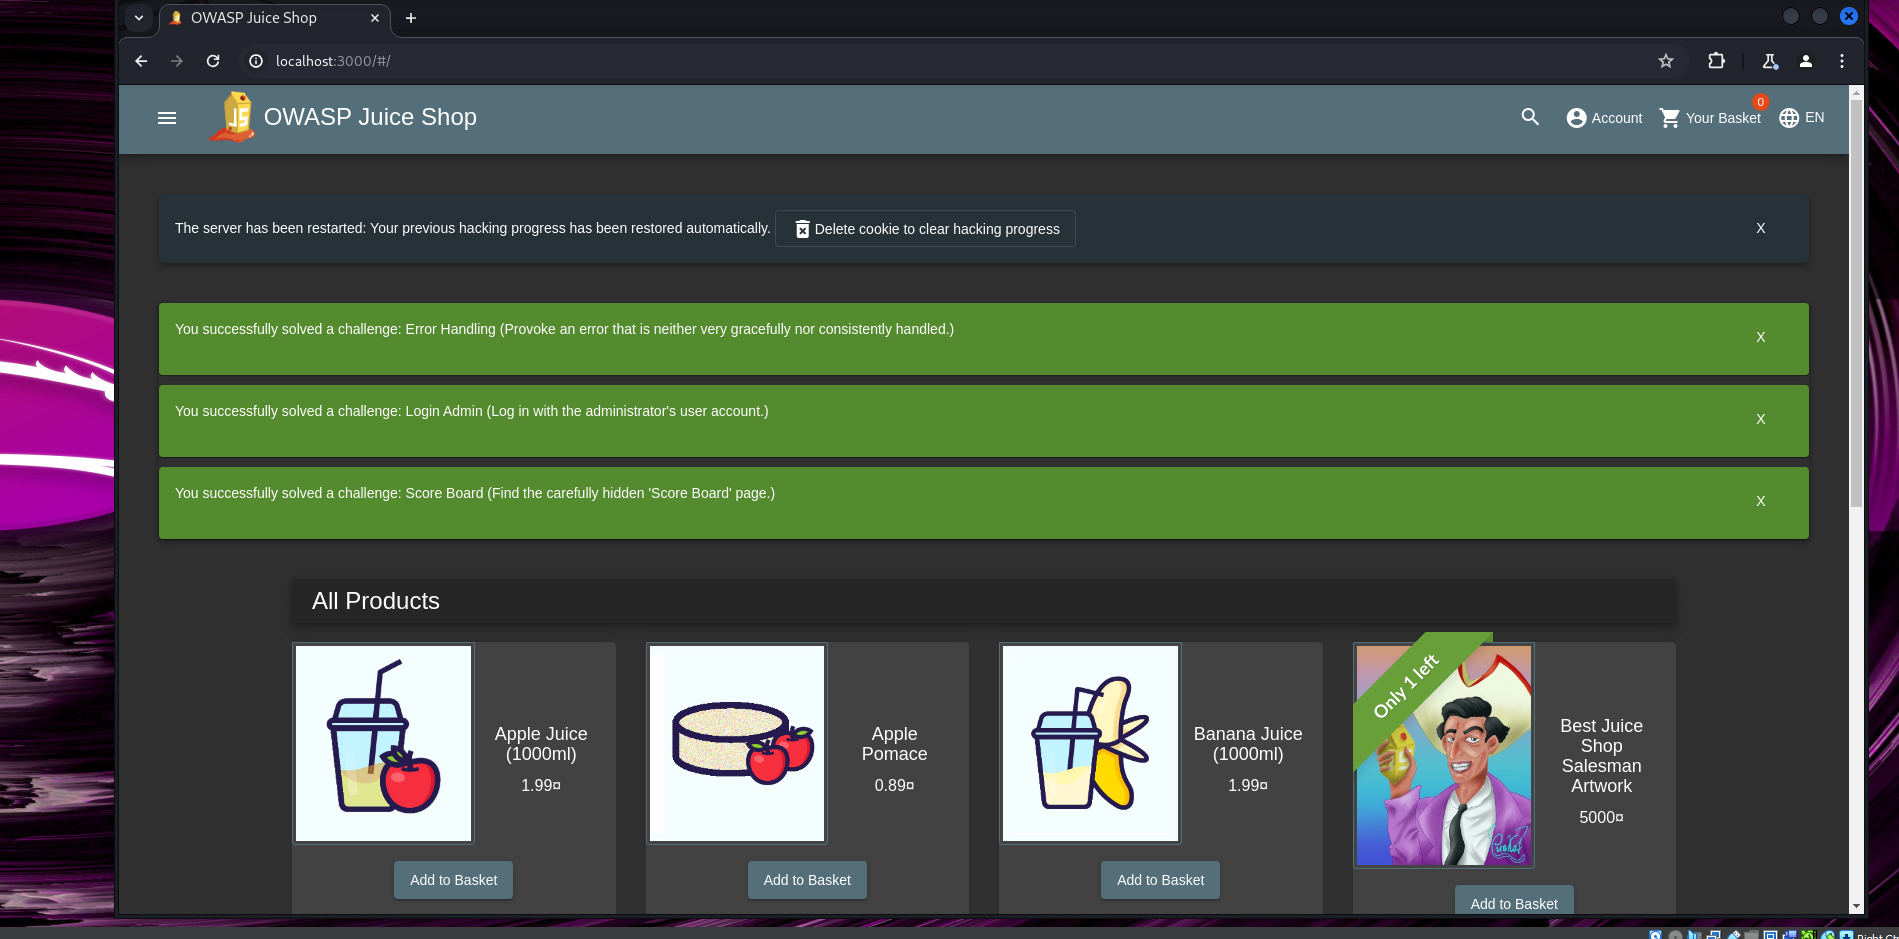 OWASP Juice Shop
localhost:3000/#/
OWASP Juice Shop
Account
0
Your Basket
EN
The server has been restarted: Your previous hacking progress has been restored automatically.
Delete cookie to clear hacking progress
X
You successfully solved a challenge: Error Handling (Provoke an error that is neither very gracefully nor consistently handled.)
X
You successfully solved a challenge: Login Admin (Log in with the administrator's user account.)
X
You successfully solved a challenge: Score Board (Find the carefully hidden 'Score Board' page.)
X
All Products
Apple Juice
(1000ml)
1.99¤
Add to Basket
Apple
Pomace
0.89¤
Add to Basket
Banana Juice
(1000ml)
1.99¤
Add to Basket
Only 1 left
Best Juice
Shop
Salesman
Artwork
5000¤
Add to Basket